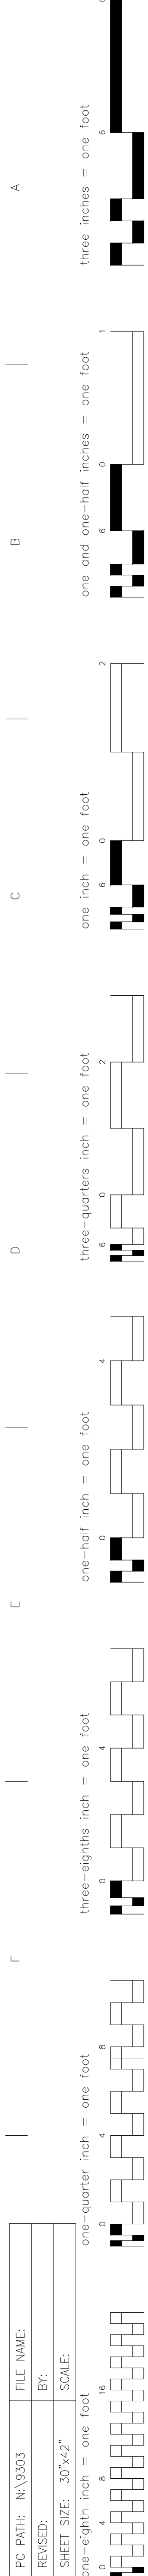 PC PATH: N:\9303 FILE NAME:
REVISED: BY:
SHEET SIZE: 30"x42" SCALE:
F E D C B A
one-eighth inch = one foot
0 4 8 16
one-quarter inch = one foot
0 4 8
three-eighths inch = one foot
0 4
one-half inch = one foot
0 4
three-quarters inch = one foot
6 0 2
one inch = one foot
6 0 2
one and one-half inches = one foot
6 0 1
three inches = one foot
6 0